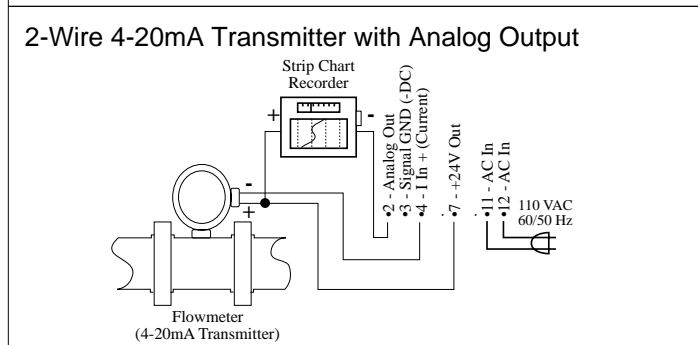 2-Wire 4-20mA Transmitter with Analog Output
Strip Chart
Recorder
+
-
2 - Analog Out
3 - Signal GND (-DC)
4 - I In + (Current)
7 - +24V Out
11 - AC In
12 - AC In
110 VAC
60/50 Hz
-
+
Flowmeter
(4-20mA Transmitter)